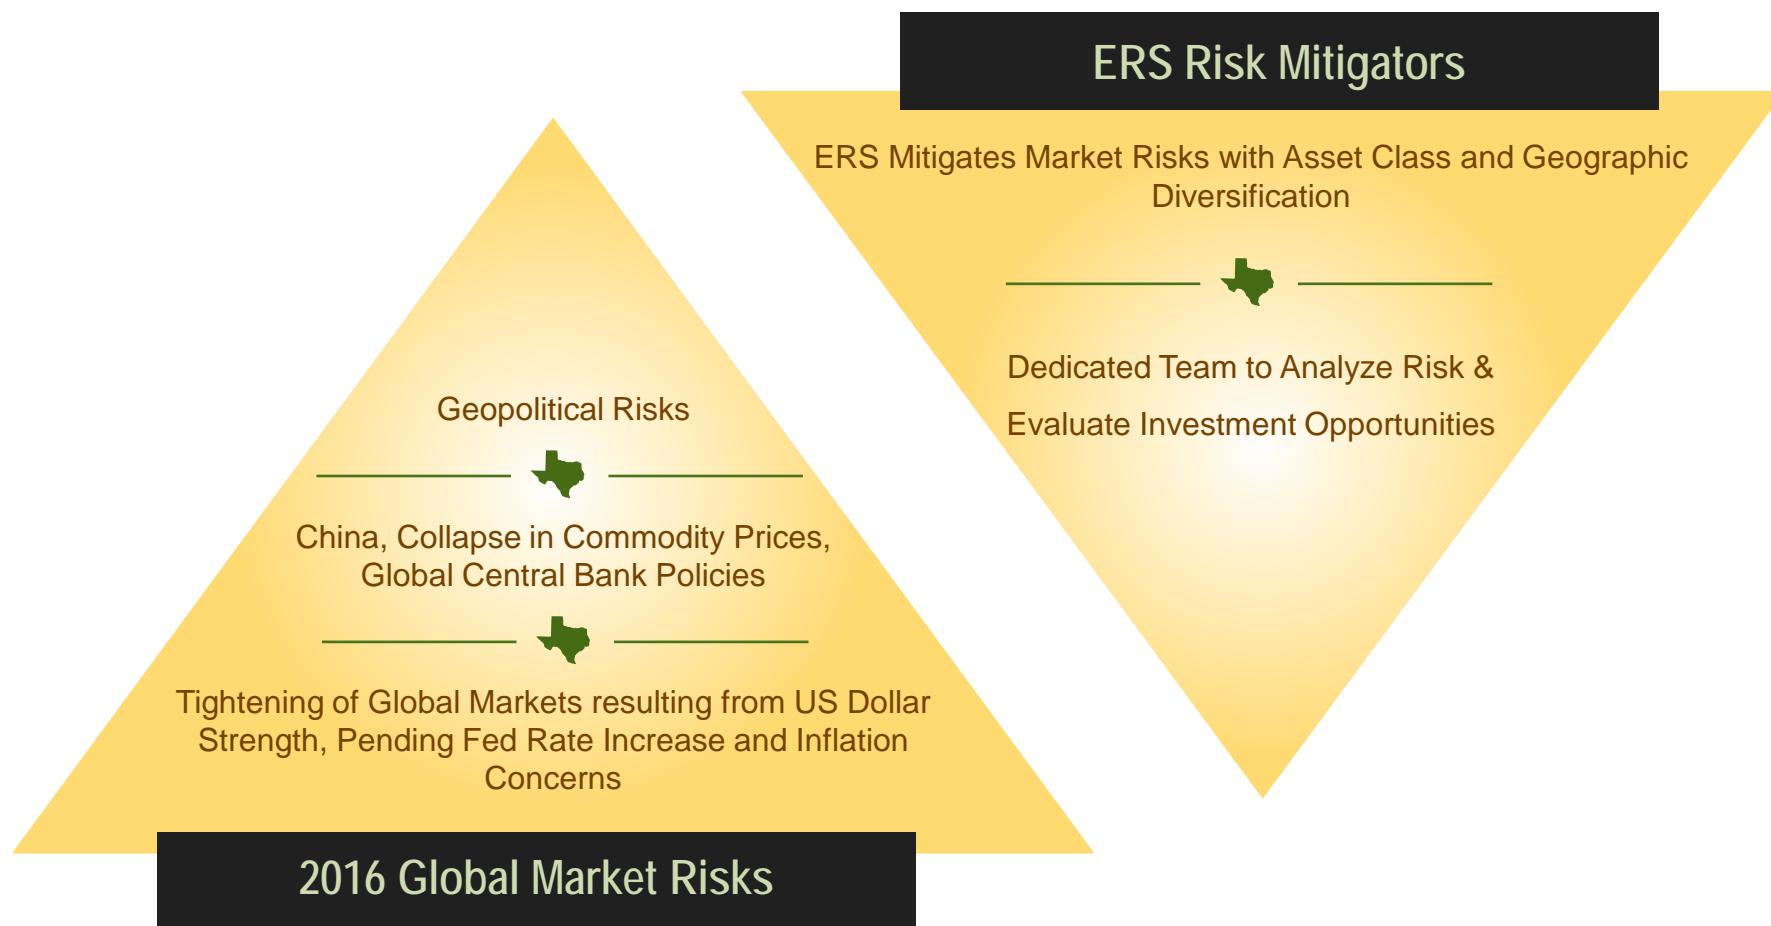 ERS Risk Mitigators
ERS Mitigates Market Risks with Asset Class and Geographic
Diversification
Dedicated Team to Analyze Risk &
Evaluate Investment Opportunities
Geopolitical Risks
China, Collapse in Commodity Prices,
Global Central Bank Policies
Tightening of Global Markets resulting from US Dollar
Strength, Pending Fed Rate Increase and Inflation
Concerns
2016 Global Market Risks